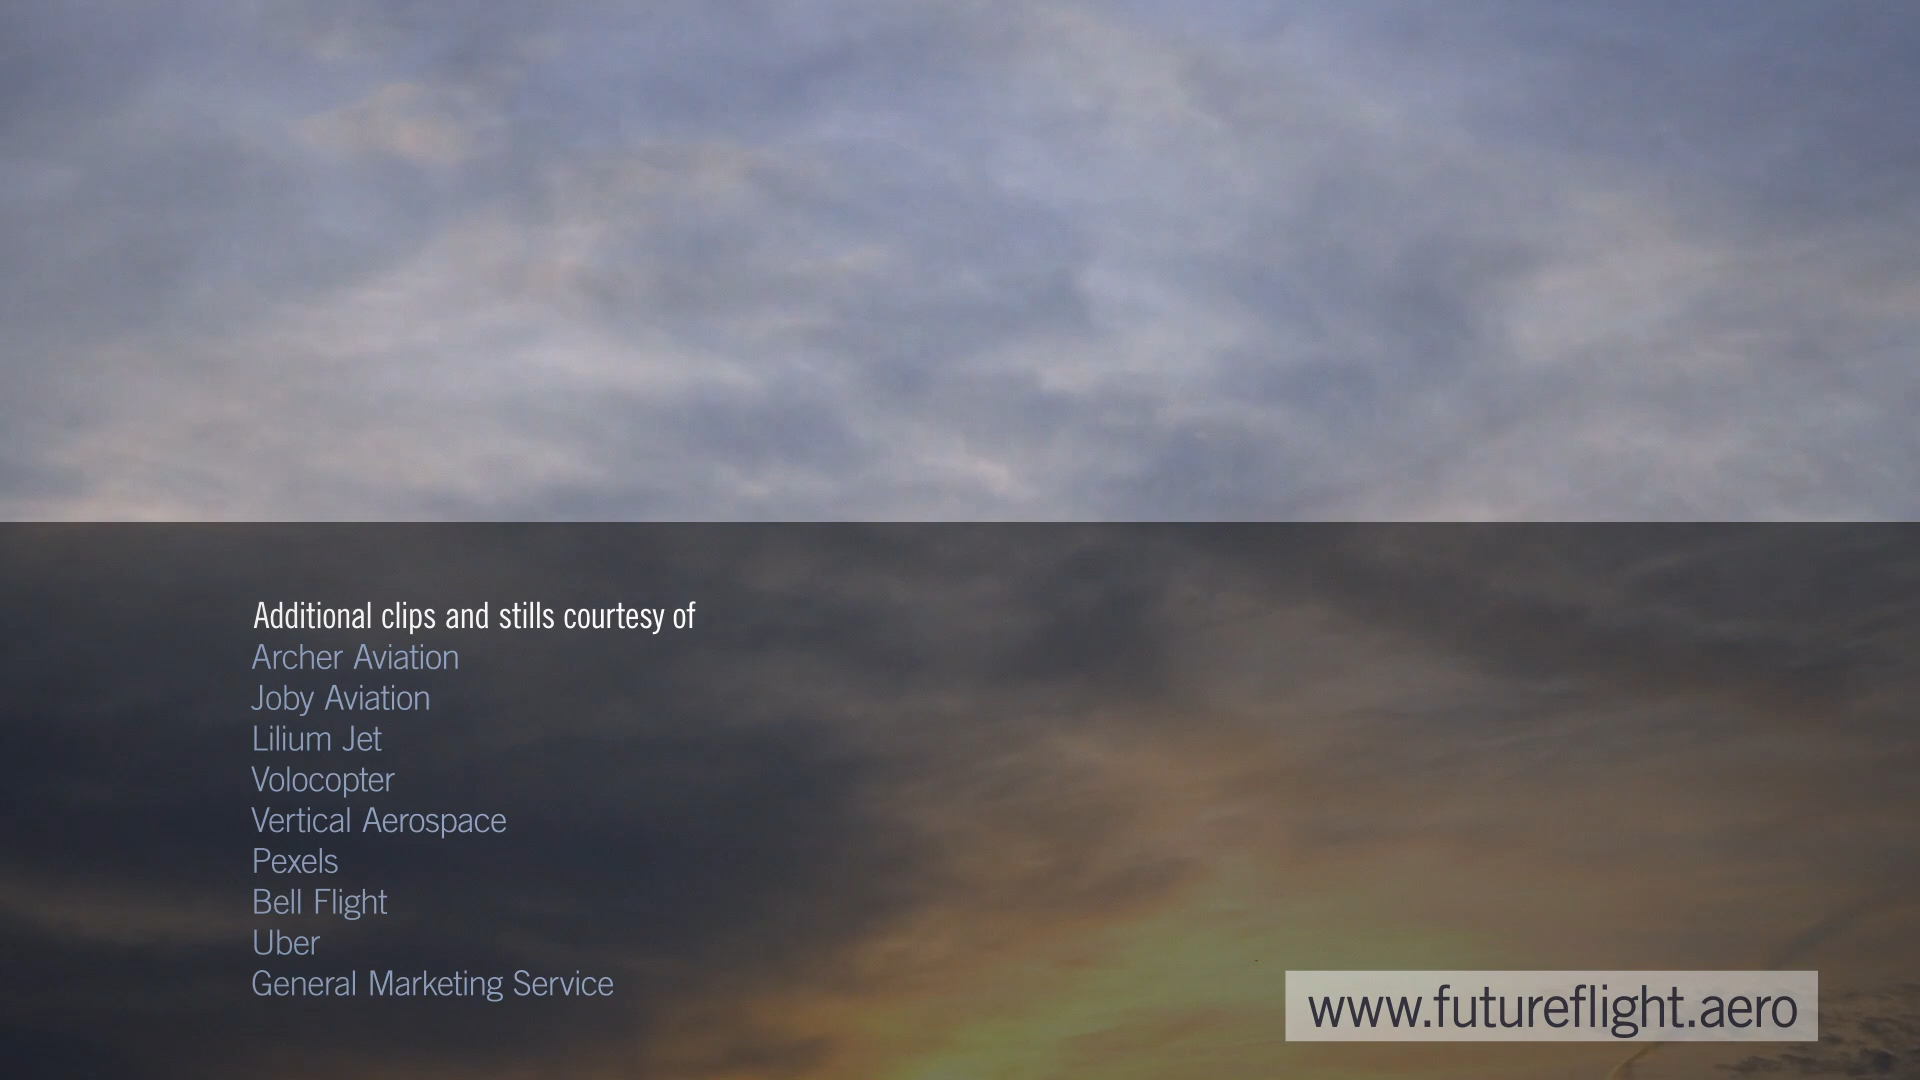 Additional clips and stills courtesy of
Archer Aviation
Joby Aviation
Lilium Jet
Volocopter
Vertical Aerospace
Pexels
Bell Flight
Uber
General Marketing Service
www.futureflight.aero